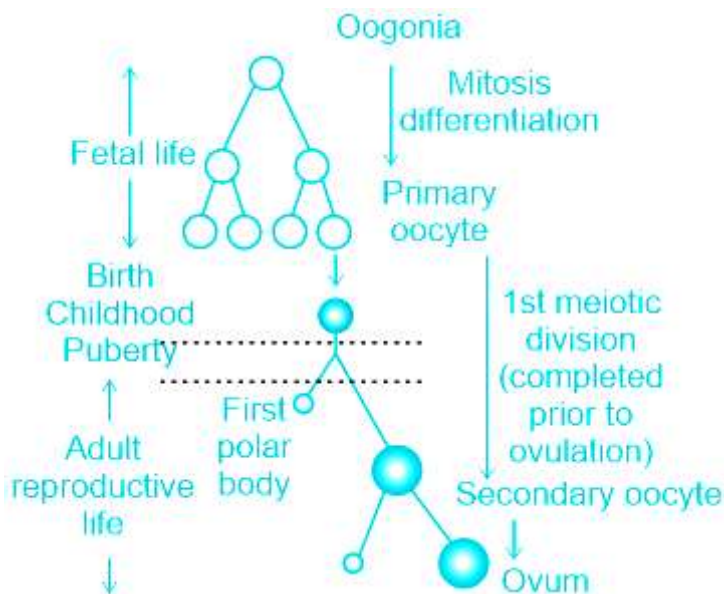 Oogonia
Mitosis
differentiation
Fetal life
Primary
oocyte
Birth
Childhood
Puberty
1st meiotic
division
(completed
prior to
ovulation)
First
polar
body
Adult
reproductive
life
Secondary oocyte
Ovum